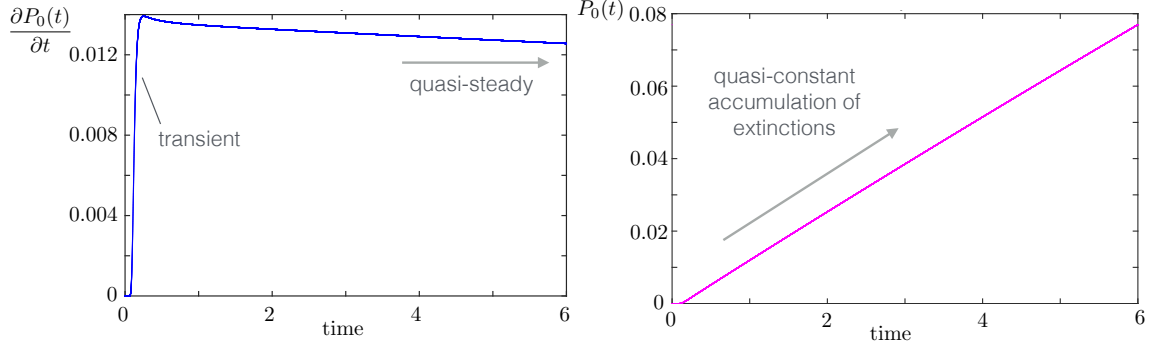 ∂P₀(t)
∂t
0.012
0.008
0.004
0
0
2
4
6
time
transient
quasi-steady
P₀(t)
0.08
0.06
0.04
0.02
0
0
2
4
6
time
quasi-constant
accumulation of
extinctions